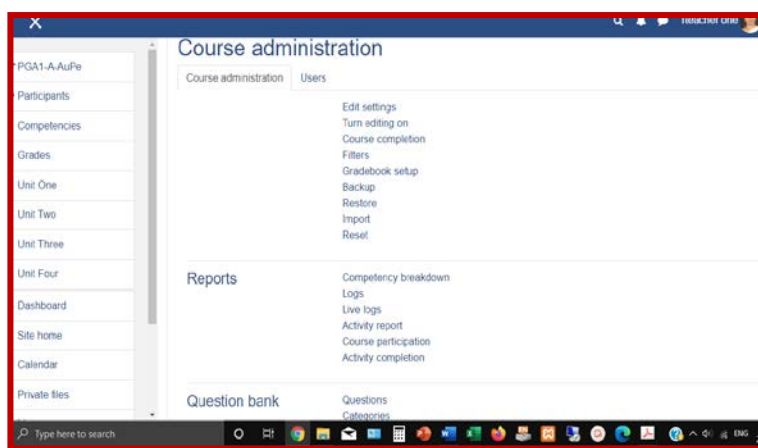 Teacher one
Course administration
PGA1-A-AuPe
Participants
Competencies
Grades
Unit One
Unit Two
Unit Three
Unit Four
Dashboard
Site home
Calendar
Private files
Course administration Users
Edit settings
Turn editing on
Course completion
Filters
Gradebook setup
Backup
Restore
Import
Reset
Reports
Competency breakdown
Logs
Live logs
Activity report
Course participation
Activity completion
Question bank
Questions
Categories
Type here to search
ENG